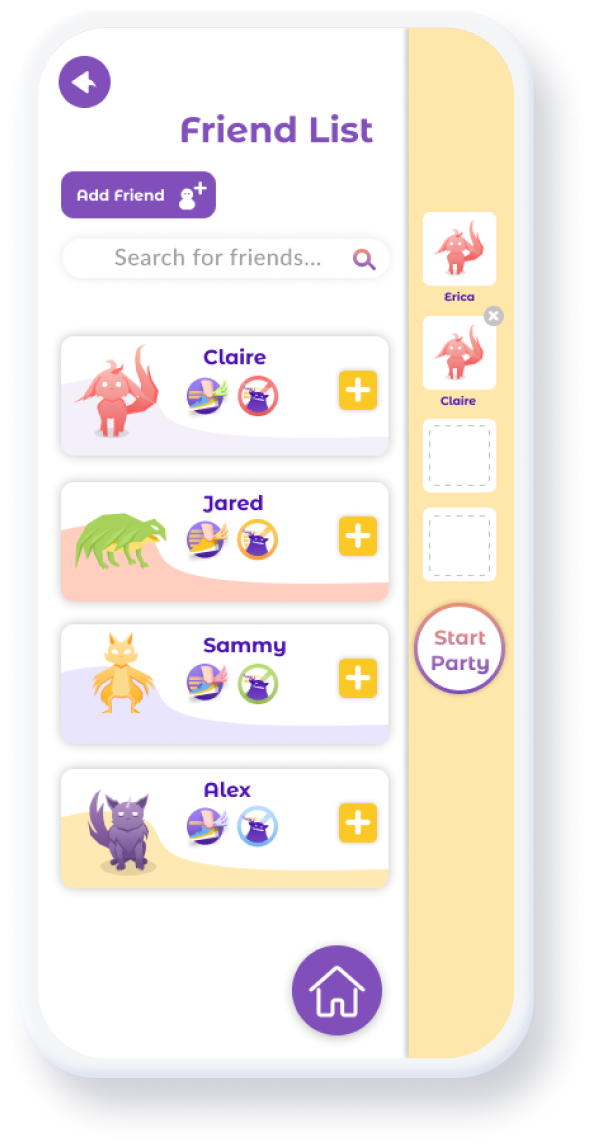 Friend List
Add Friend
Search for friends...
Claire
Jared
Sammy
Alex
Erica
Claire
Start
Party